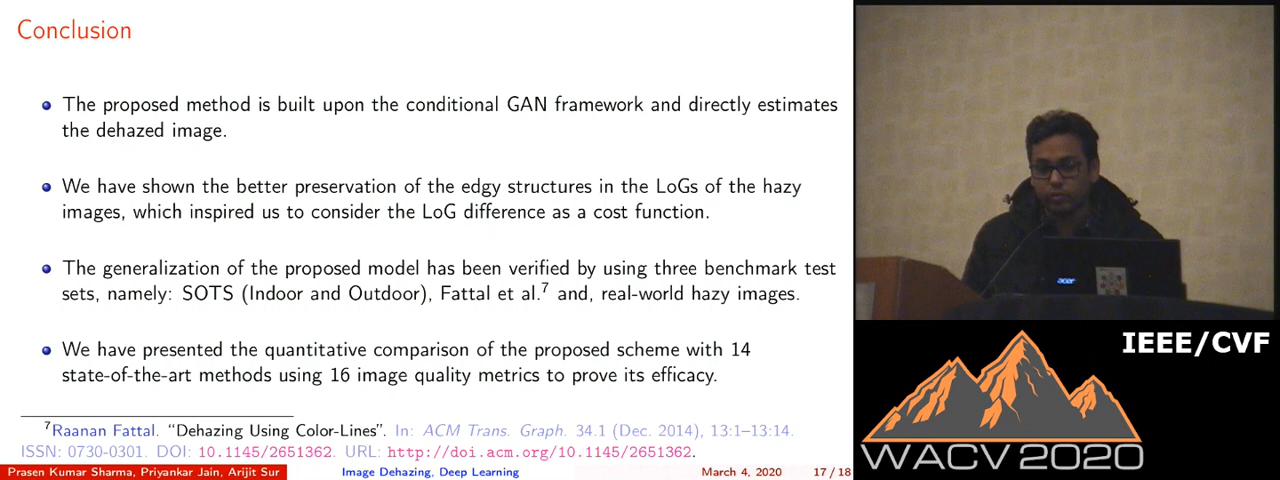 Conclusion
The proposed method is built upon the conditional GAN framework and directly estimates
the dehazed image.
We have shown the better preservation of the edgy structures in the LoGs of the hazy
images, which inspired us to consider the LoG difference as a cost function.
The generalization of the proposed model has been verified by using three benchmark test
sets, namely: SOTS (Indoor and Outdoor), Fattal et al.7 and, real-world hazy images.
We have presented the quantitative comparison of the proposed scheme with 14
state-of-the-art methods using 16 image quality metrics to prove its efficacy.
7Raanan Fattal. “Dehazing Using Color-Lines”. In: ACM Trans. Graph. 34.1 (Dec. 2014), 13:1–13:14.
ISSN: 0730-0301. DOI: 10.1145/2651362. URL: http://doi.acm.org/10.1145/2651362.
Prasen Kumar Sharma, Priyankar Jain, Arijit Sur
Image Dehazing, Deep Learning
March 4, 2020
17 / 18
acer
IEEE/CVF
WACV 2020